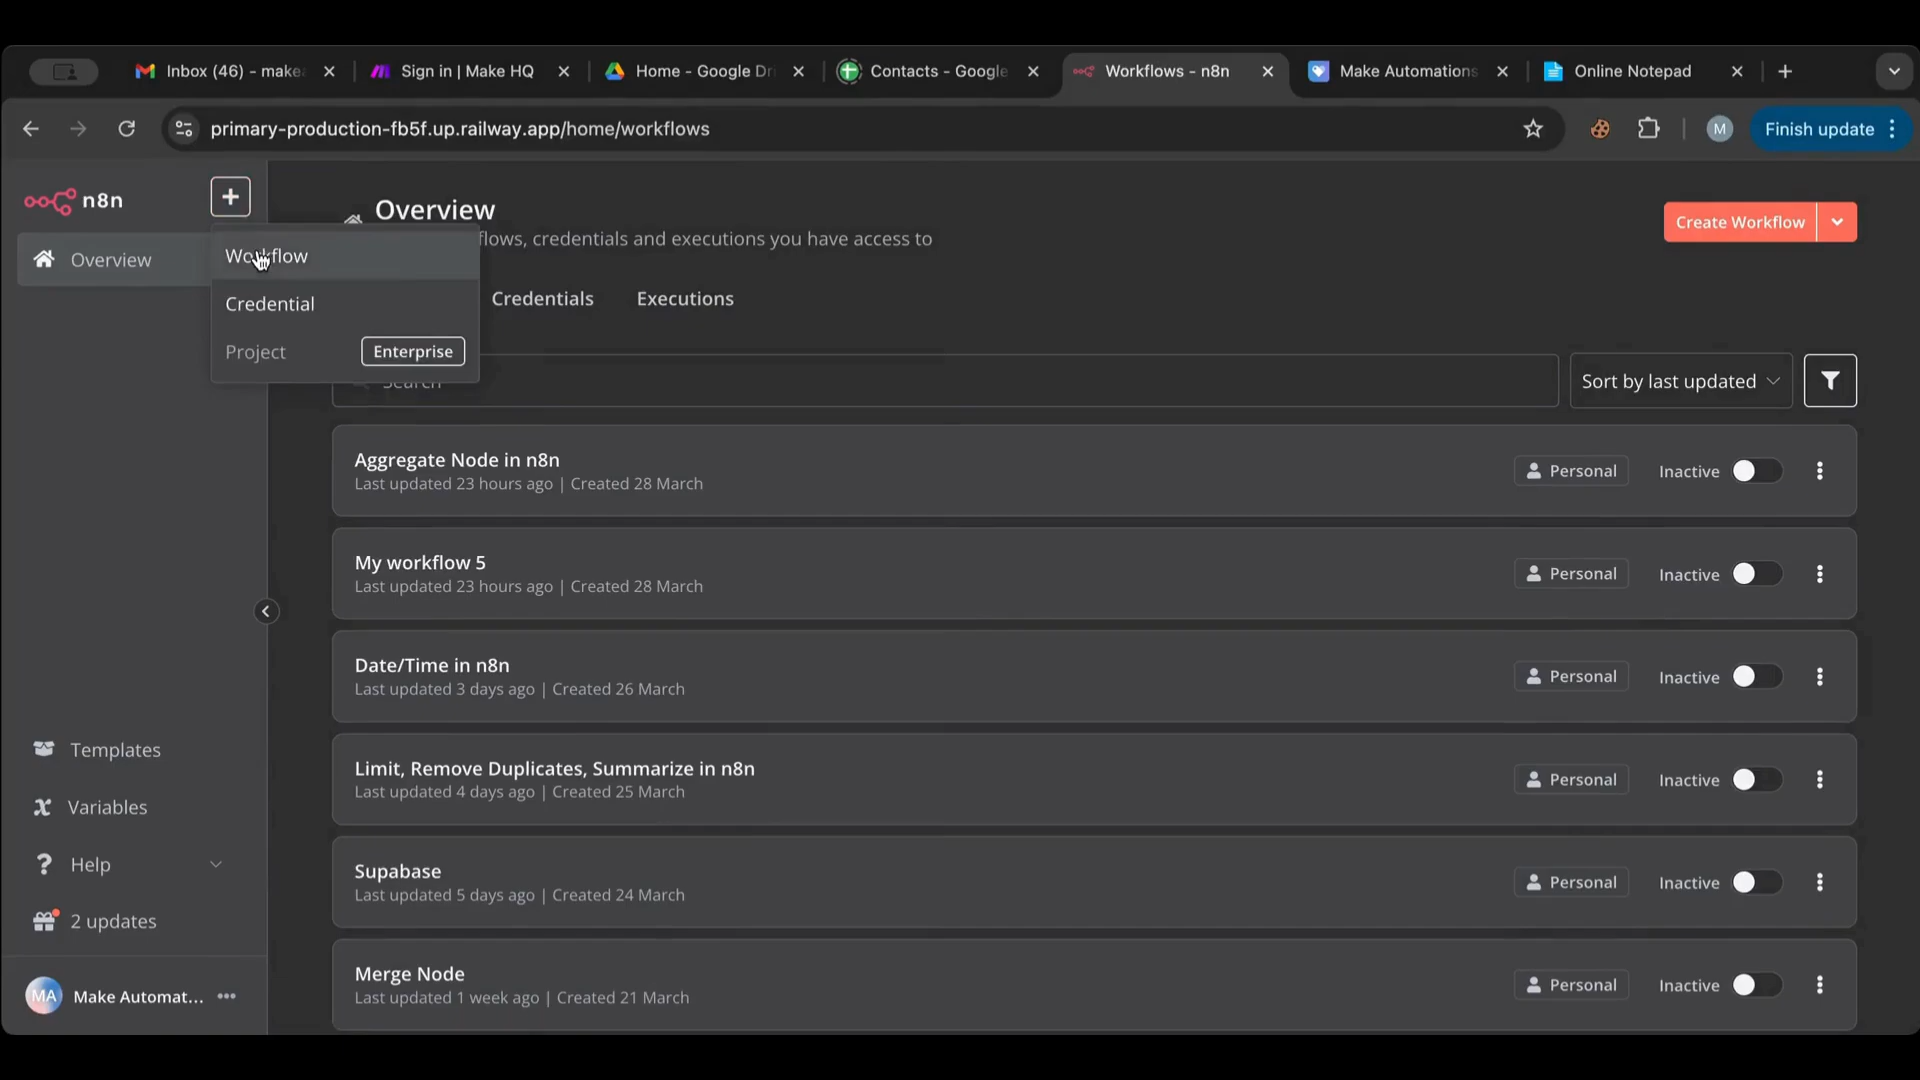 Inbox (46) - make
Sign in | Make HQ
Home - Google Dri
Contacts - Google
Workflows - n8n
Make Automations
Online Notepad
primary-production-fb5f.up.railway.app/home/workflows
M
Finish update
n8n
Overview
Workflow
Credential
Project
Enterprise
Overview
flows, credentials and executions you have access to
Create Workflow
Credentials
Executions
Search
Sort by last updated
Aggregate Node in n8n
Last updated 23 hours ago | Created 28 March
Personal
Inactive
My workflow 5
Last updated 23 hours ago | Created 28 March
Personal
Inactive
Date/Time in n8n
Last updated 3 days ago | Created 26 March
Personal
Inactive
Limit, Remove Duplicates, Summarize in n8n
Last updated 4 days ago | Created 25 March
Personal
Inactive
Supabase
Last updated 5 days ago | Created 24 March
Personal
Inactive
Merge Node
Last updated 1 week ago | Created 21 March
Personal
Inactive
Templates
Variables
Help
2 updates
MA
Make Automat...